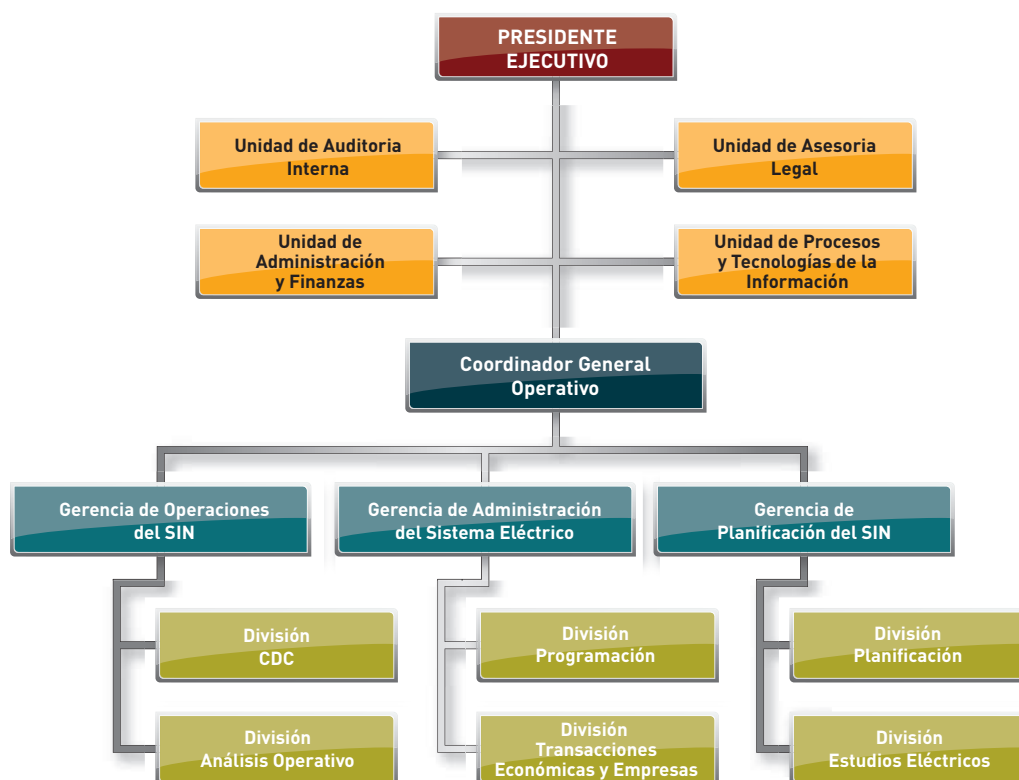 PRESIDENTE
EJECUTIVO
Unidad de Auditoria
Interna
Unidad de Asesoria
Legal
Unidad de
Administración
y Finanzas
Unidad de Procesos
y Tecnologías de la
Información
Coordinador General
Operativo
Gerencia de Operaciones
del SIN
Gerencia de Administración
del Sistema Eléctrico
Gerencia de
Planificación del SIN
División
CDC
División
Programación
División
Planificación
División
Análisis Operativo
División
Transacciones
Económicas y Empresas
División
Estudios Eléctricos